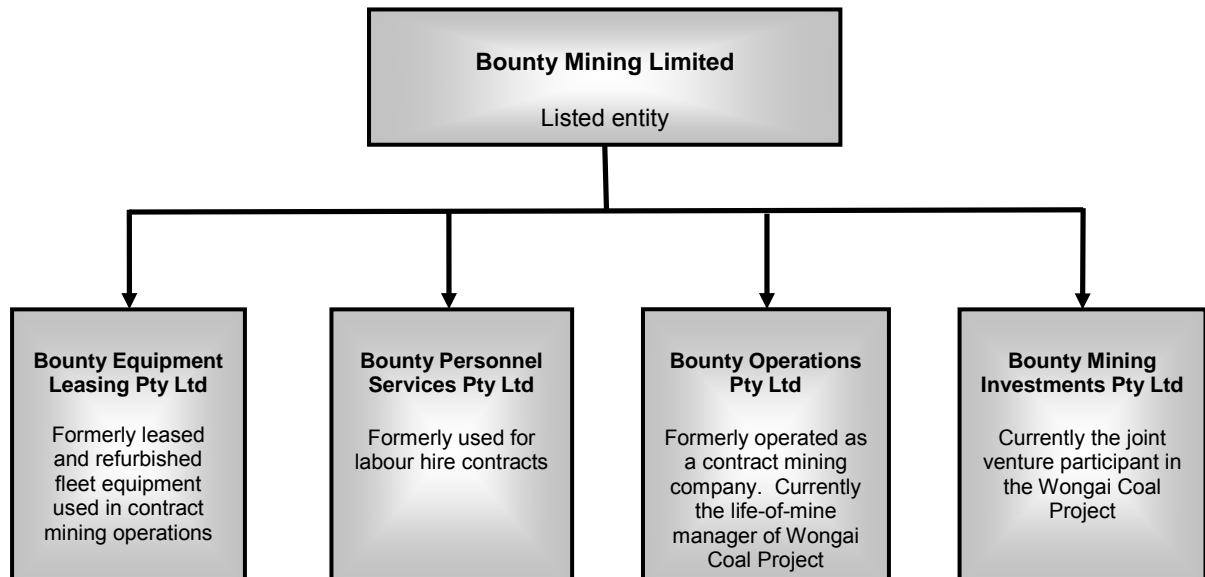 Bounty Mining Limited
Listed entity
Bounty Equipment
Leasing Pty Ltd
Formerly leased
and refurbished
fleet equipment
used in contract
mining operations
Bounty Personnel
Services Pty Ltd
Formerly used for
labour hire contracts
Bounty Operations
Pty Ltd
Formerly operated as
a contract mining
company.  Currently
the life-of-mine
manager of Wongai
Coal Project
Bounty Mining
Investments Pty Ltd
Currently the joint
venture participant in
the Wongai Coal
Project